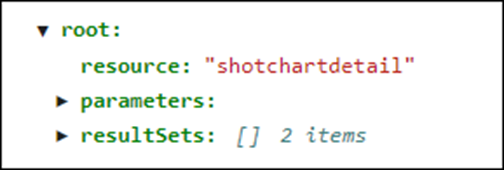 ▼ root:
resource: "shotchartdetail"
▶ parameters:
▶ resultSets: [] 2 items